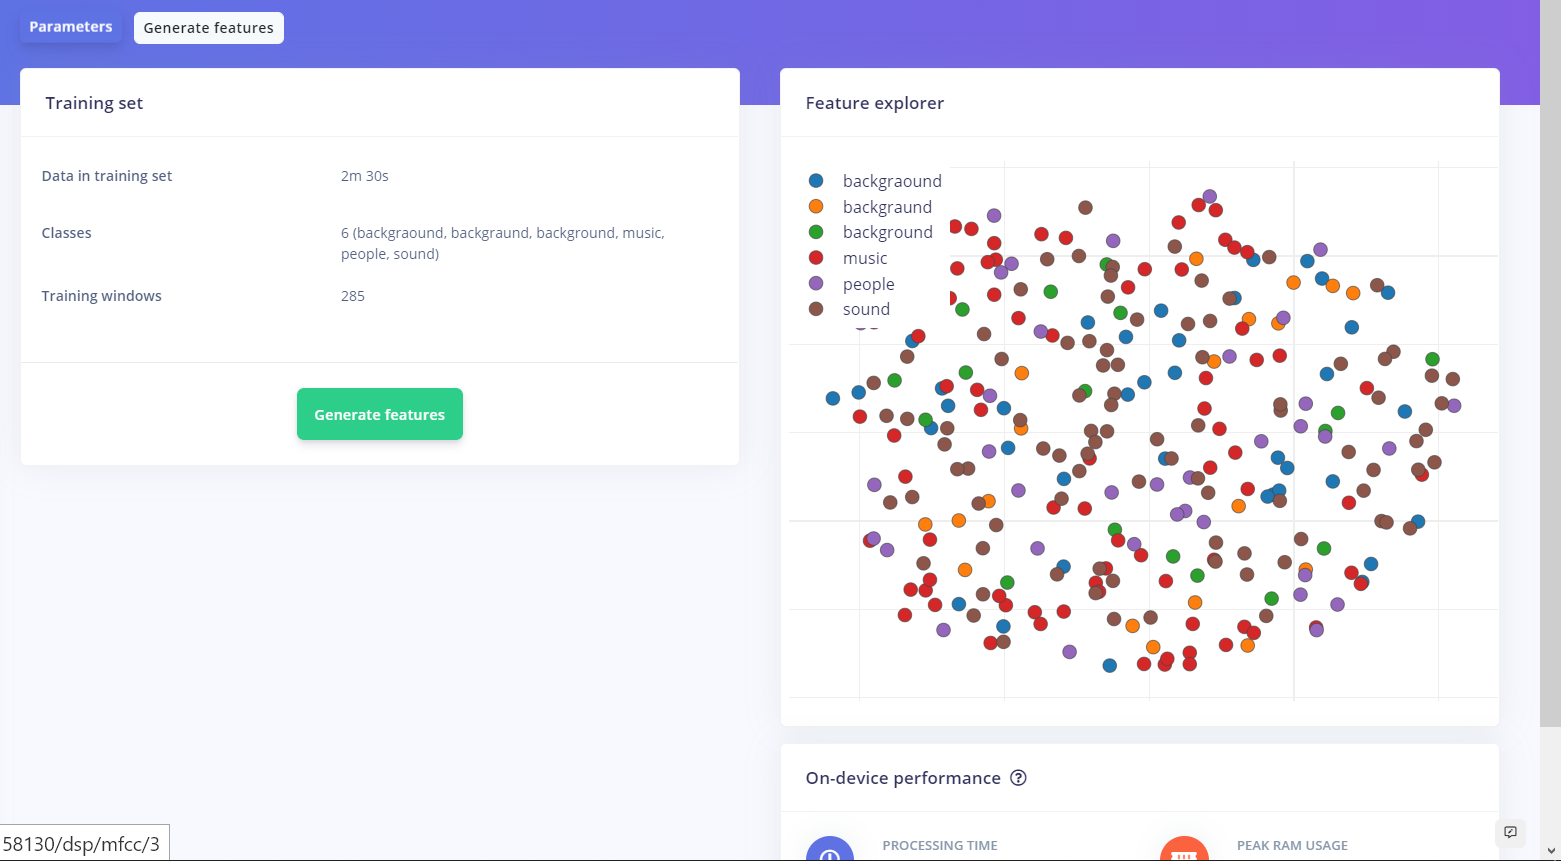 Parameters
Generate features
Training set
Data in training set
2m 30s
Classes
6 (backgraound, backgraund, background, music,
people, sound)
Training windows
285
Generate features
Feature explorer
backgraound
backgraund
background
music
people
sound
On-device performance
PROCESSING TIME
PEAK RAM USAGE
58130/dsp/mfcc/3